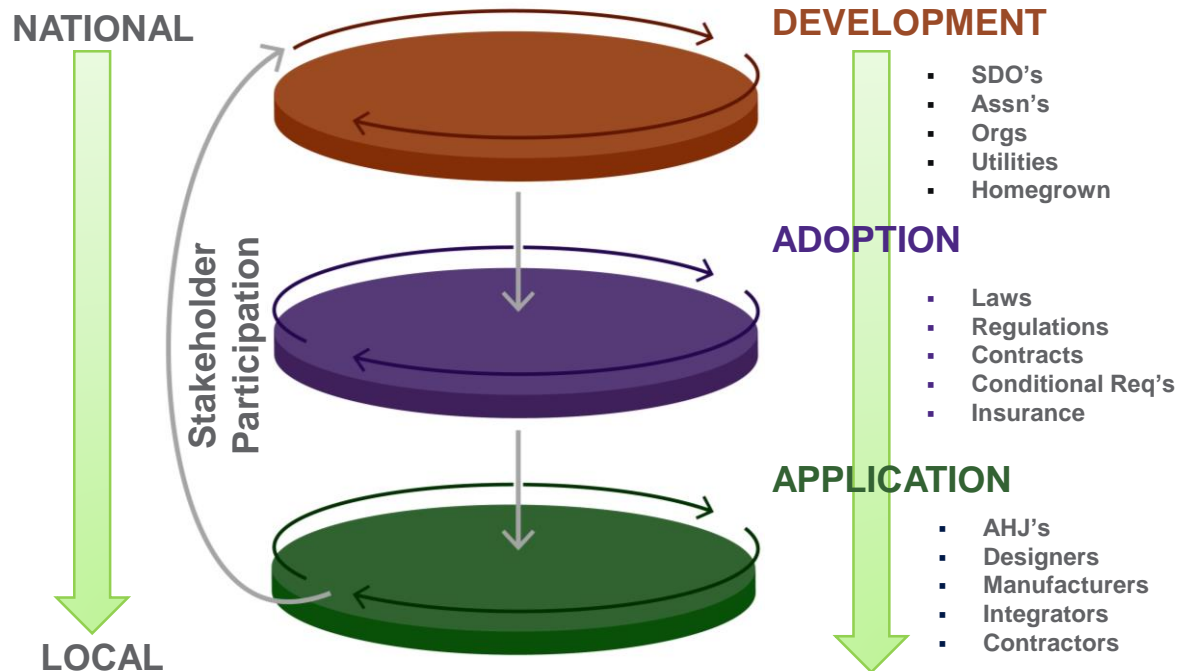 NATIONAL
DEVELOPMENT
▪ SDO's
▪ Assn's
▪ Orgs
▪ Utilities
▪ Homegrown
ADOPTION
▪ Laws
▪ Regulations
▪ Contracts
▪ Conditional Req's
▪ Insurance
Stakeholder
Participation
APPLICATION
▪ AHJ's
▪ Designers
▪ Manufacturers
▪ Integrators
▪ Contractors
LOCAL